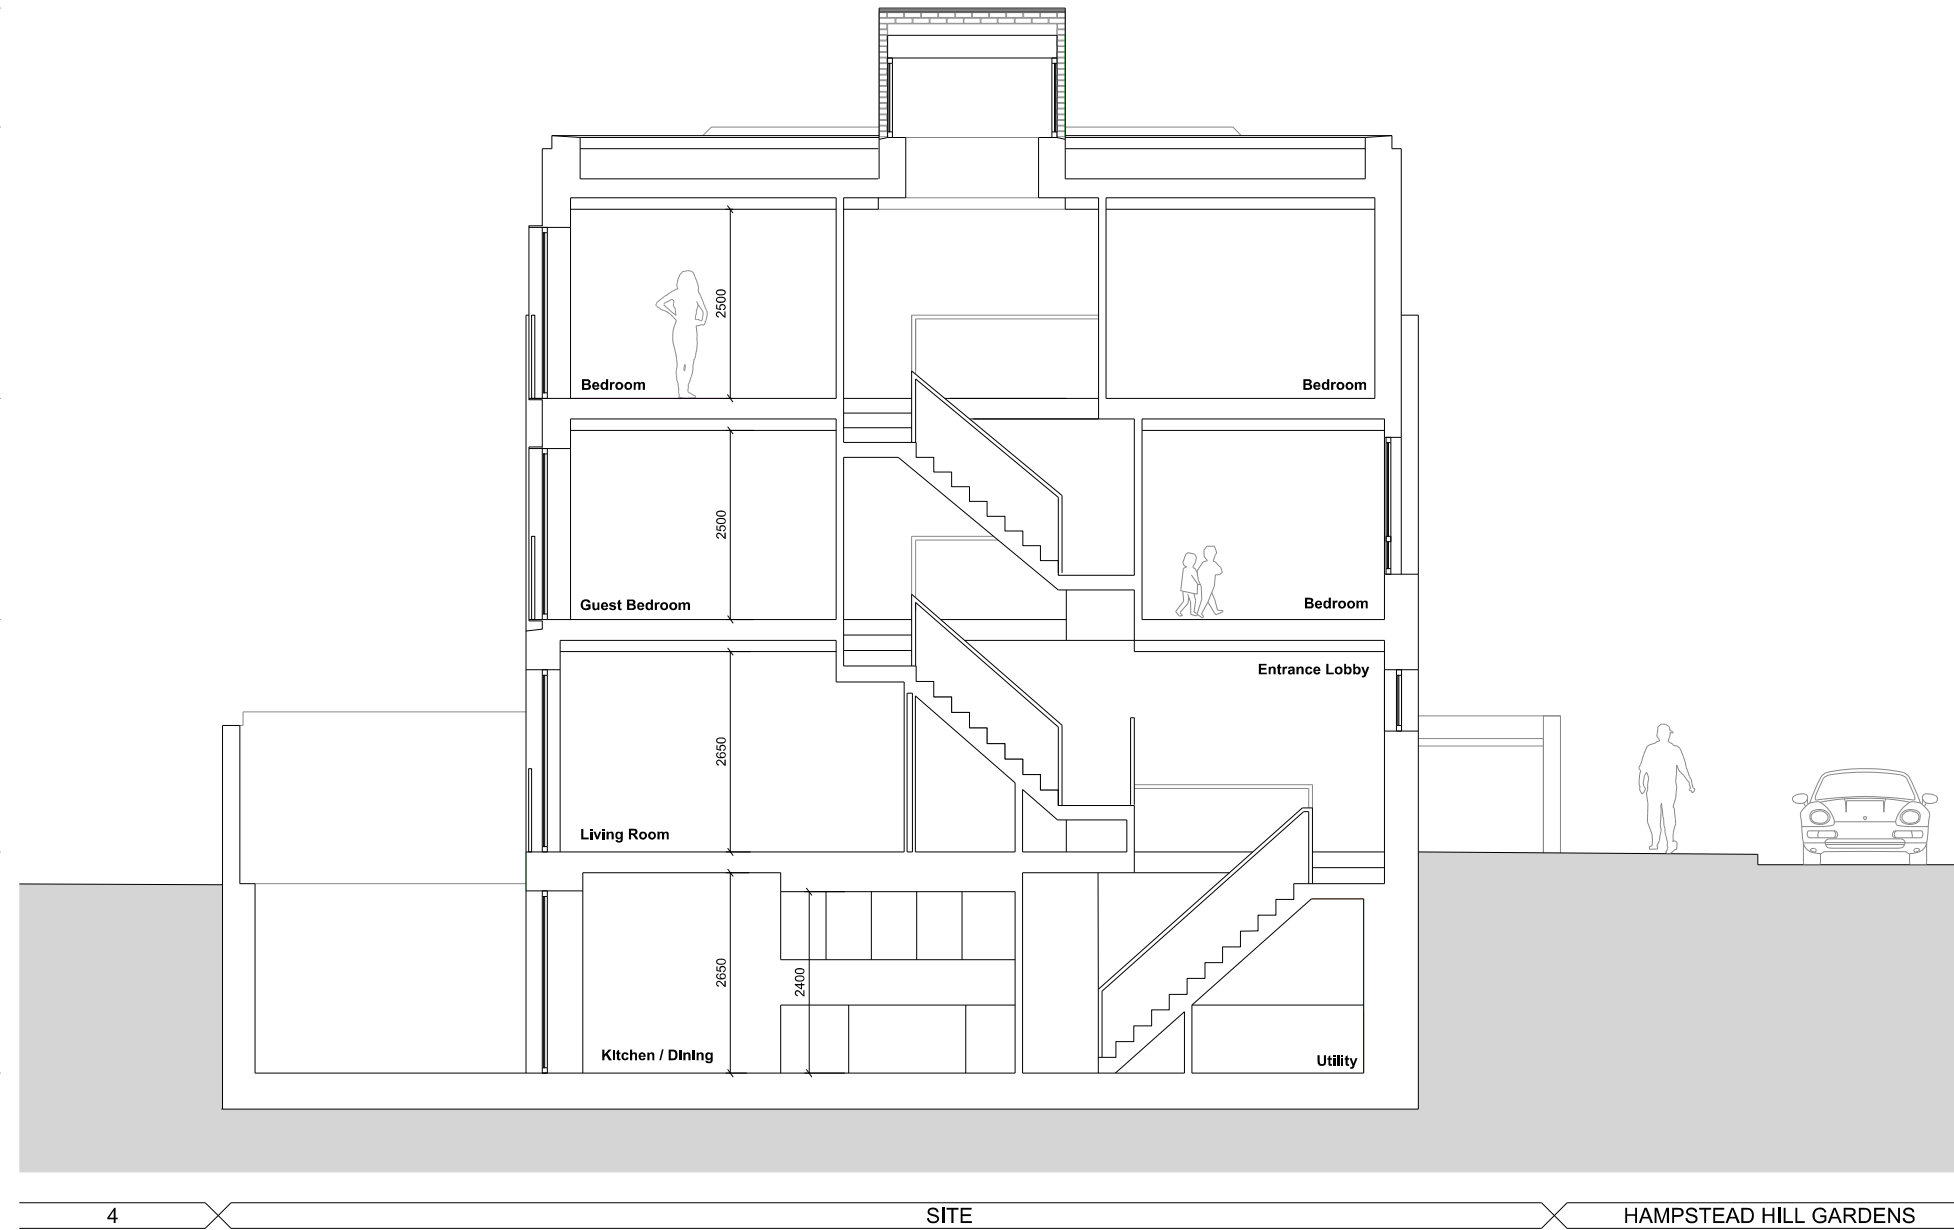 2500
Bedroom
Bedroom
2500
Guest Bedroom
Bedroom
Entrance Lobby
2650
Living Room
2650
2400
Kitchen / Dining
Utility
4
SITE
HAMPSTEAD HILL GARDENS